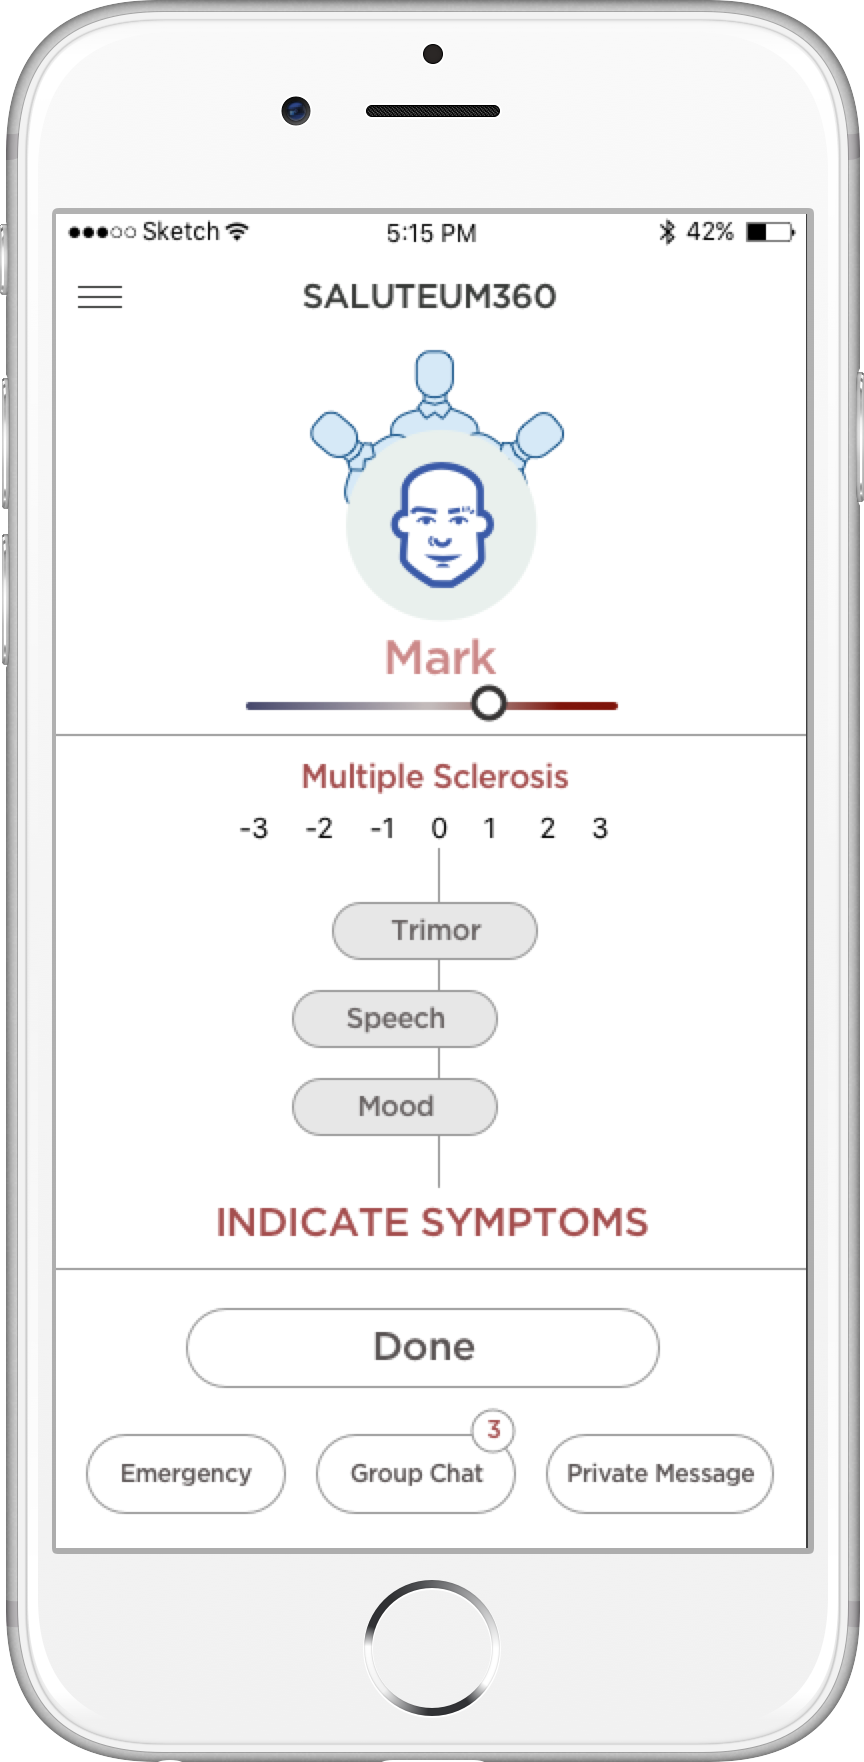 Sketch 5:15 PM 42%
SALUTEUM360
Mark
Multiple Sclerosis
-3 -2 -1 0 1 2 3
Trimor
Speech
Mood
INDICATE SYMPTOMS
Done
3
Emergency Group Chat Private Message